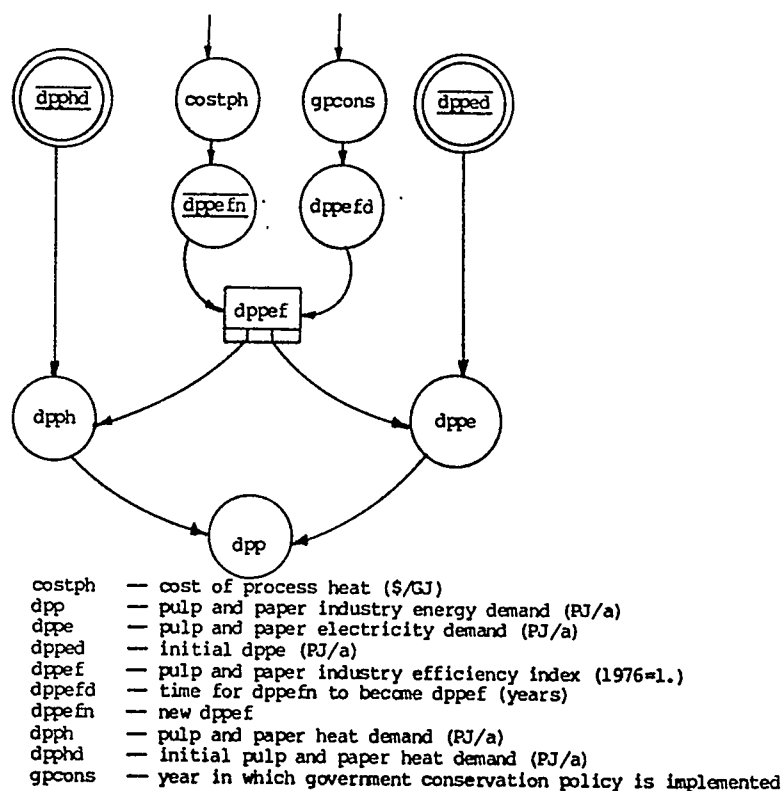 dpphd
costph
gpcons
dpped
dppefn
dppefd
dppef
dpph
dppe
dpp
costph — cost of process heat ($/GJ)
dpp — pulp and paper industry energy demand (PJ/a)
dppe — pulp and paper electricity demand (PJ/a)
dpped — initial dppe (PJ/a)
dppef — pulp and paper industry efficiency index (1976=1.)
dppefd — time for dppefn to become dppef (years)
dppefn — new dppef
dpph — pulp and paper heat demand (PJ/a)
dpphd — initial pulp and paper heat demand (PJ/a)
gpcons — year in which government conservation policy is implemented